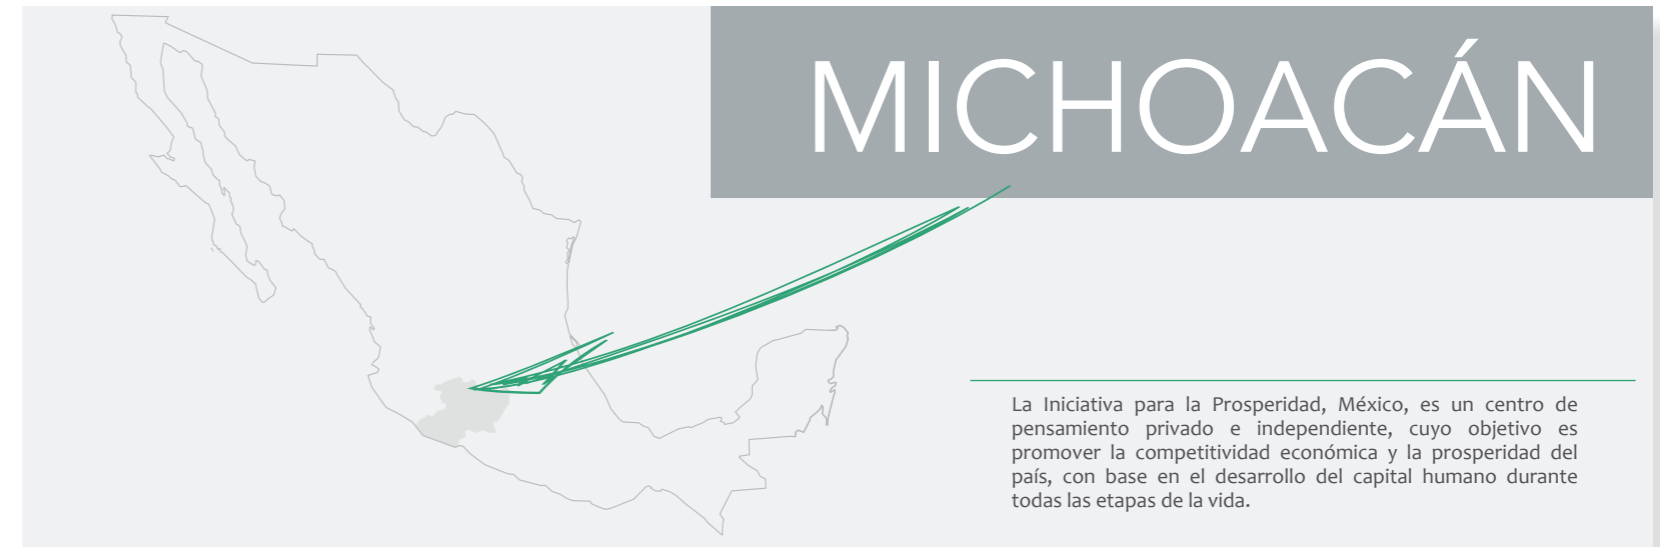 MICHOACÁN
La Iniciativa para la Prosperidad, México, es un centro de
pensamiento privado e independiente, cuyo objetivo es
promover la competitividad económica y la prosperidad del
país, con base en el desarrollo del capital humano durante
todas las etapas de la vida.